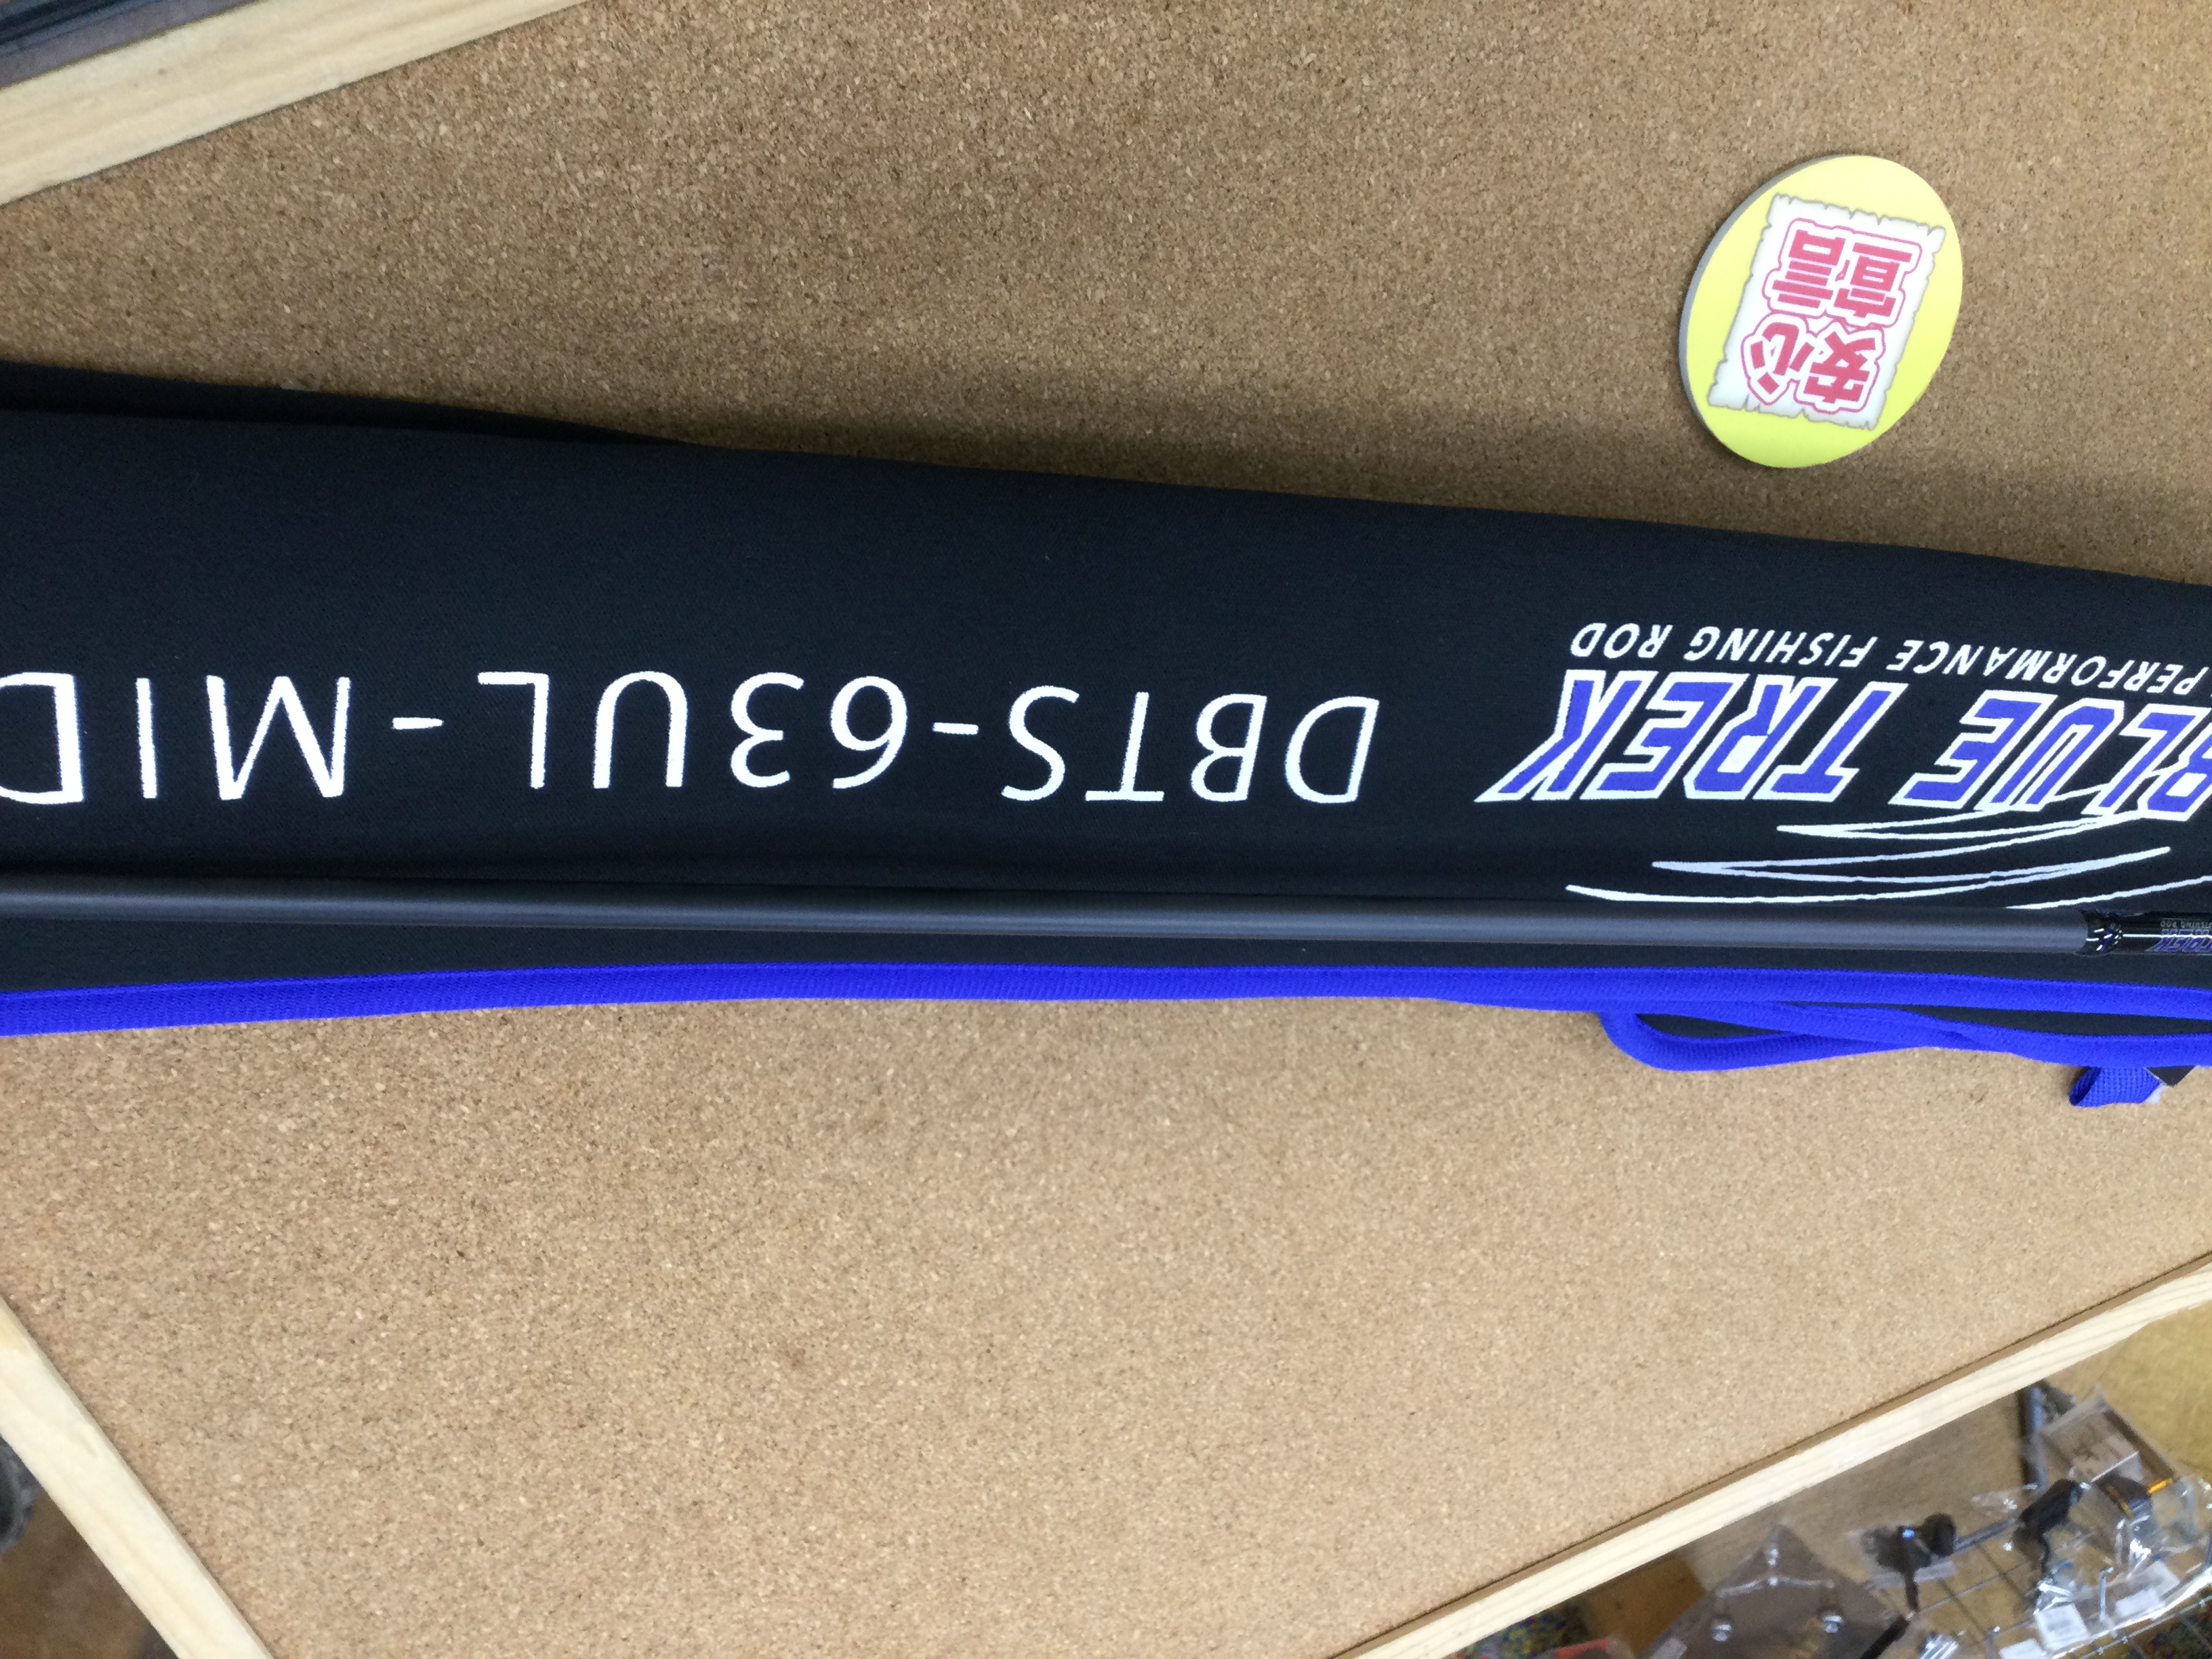 BLUE TREK
PERFORMANCE FISHING ROD
DBTS-63UL-MID
安心
宣言